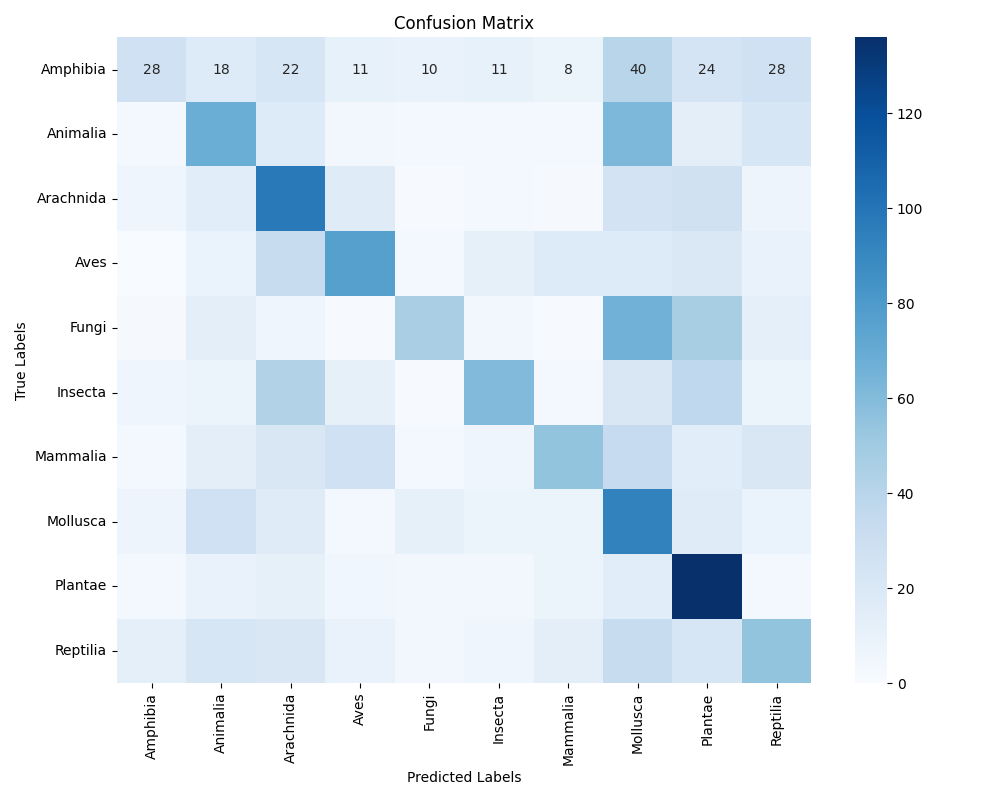 Confusion Matrix
True Labels
Amphibia 28 18 22 11 10 11 8 40 24 28
Animalia
Arachnida
Aves
Fungi
Insecta
Mammalia
Mollusca
Plantae
Reptilia
Amphibia Animalia Arachnida Aves Fungi Insecta Mammalia Mollusca Plantae Reptilia
Predicted Labels
120
100
80
60
40
20
0